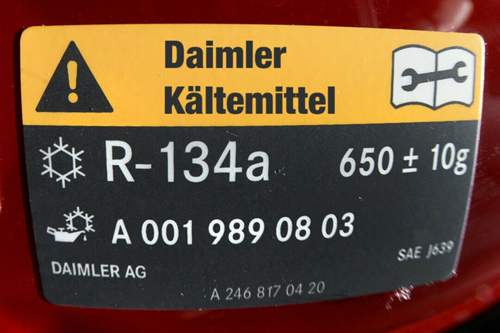 Daimler
Kältemittel
R-134a 650 ± 10g
A 001 989 08 03
DAIMLER AG SAE J639
A 246 817 04 20